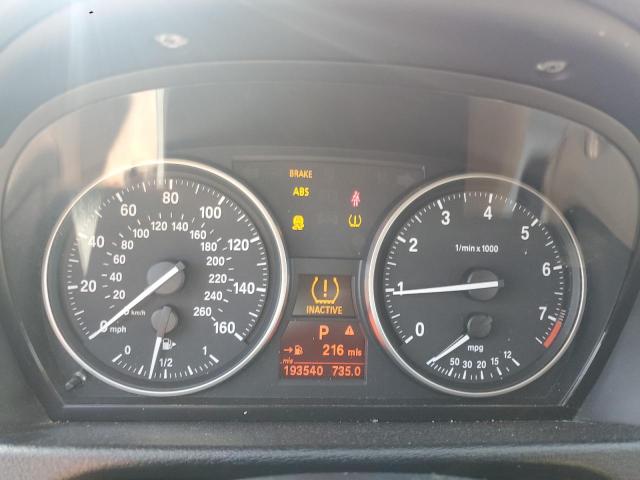 BRAKE
ABS
20 40 60 80 100 120 140 160
20 40 60 80 100 120 140 160 180 200 220 240 260
0 mph
km/h
0 1/2 1
INACTIVE
P
216 mls
mls
193540 735.0
0 1 2 3 4 5 6 7
1/min x 1000
50 30 20 15 12
mpg